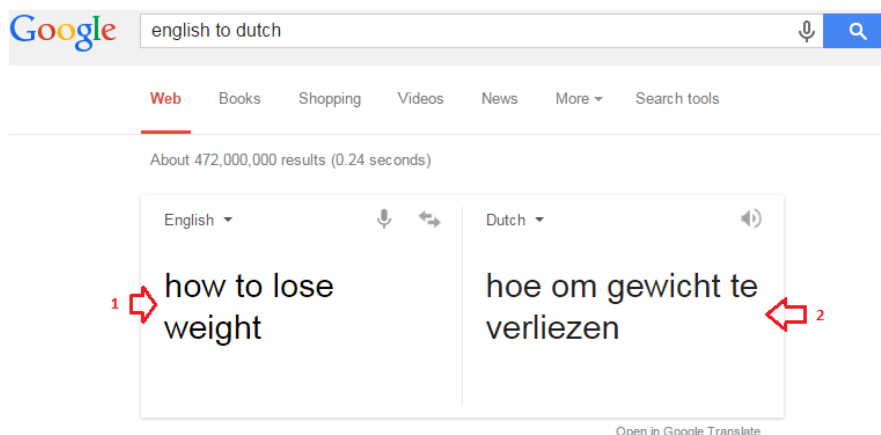 Google english to dutch
Web Books Shopping Videos News More Search tools
About 472,000,000 results (0.24 seconds)
English Dutch
1
how to lose
weight
hoe om gewicht te
verliezen
2
Open in Google Translate